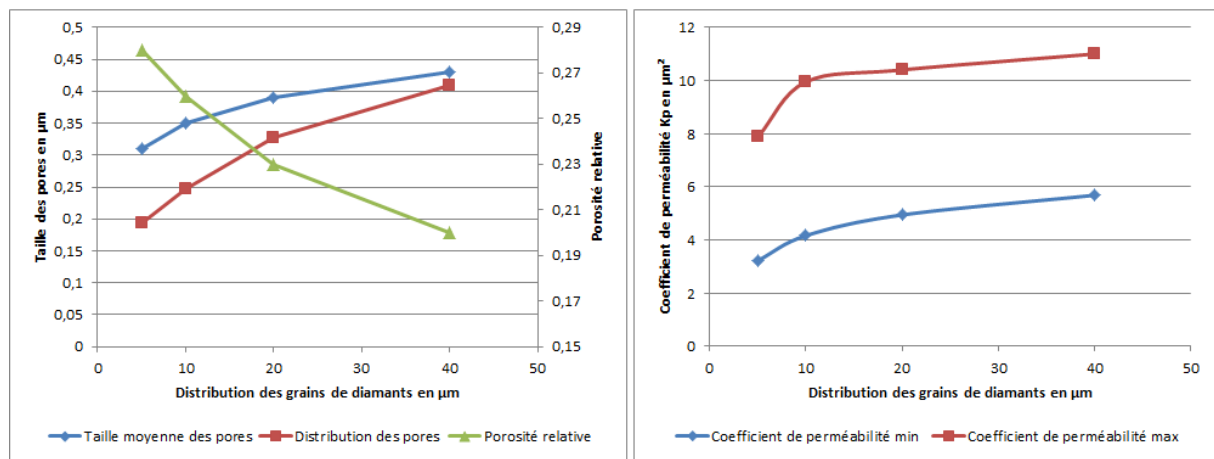 0,5
0,45
0,4
0,35
0,3
0,25
0,2
0,15
0,1
0,05
0
Taille des pores en µm
0,29
0,27
0,25
0,23
0,21
0,19
0,17
0,15
Porosité relative
0 10 20 30 40 50
Distribution des grains de diamants en µm
Taille moyenne des pores Distribution des pores Porosité relative
12
10
8
6
4
2
0
Coefficient de perméabilité Kp en µm²
0 10 20 30 40 50
Distribution des grains de diamants en µm
Coefficient de perméabilité min Coefficient de perméabilité max